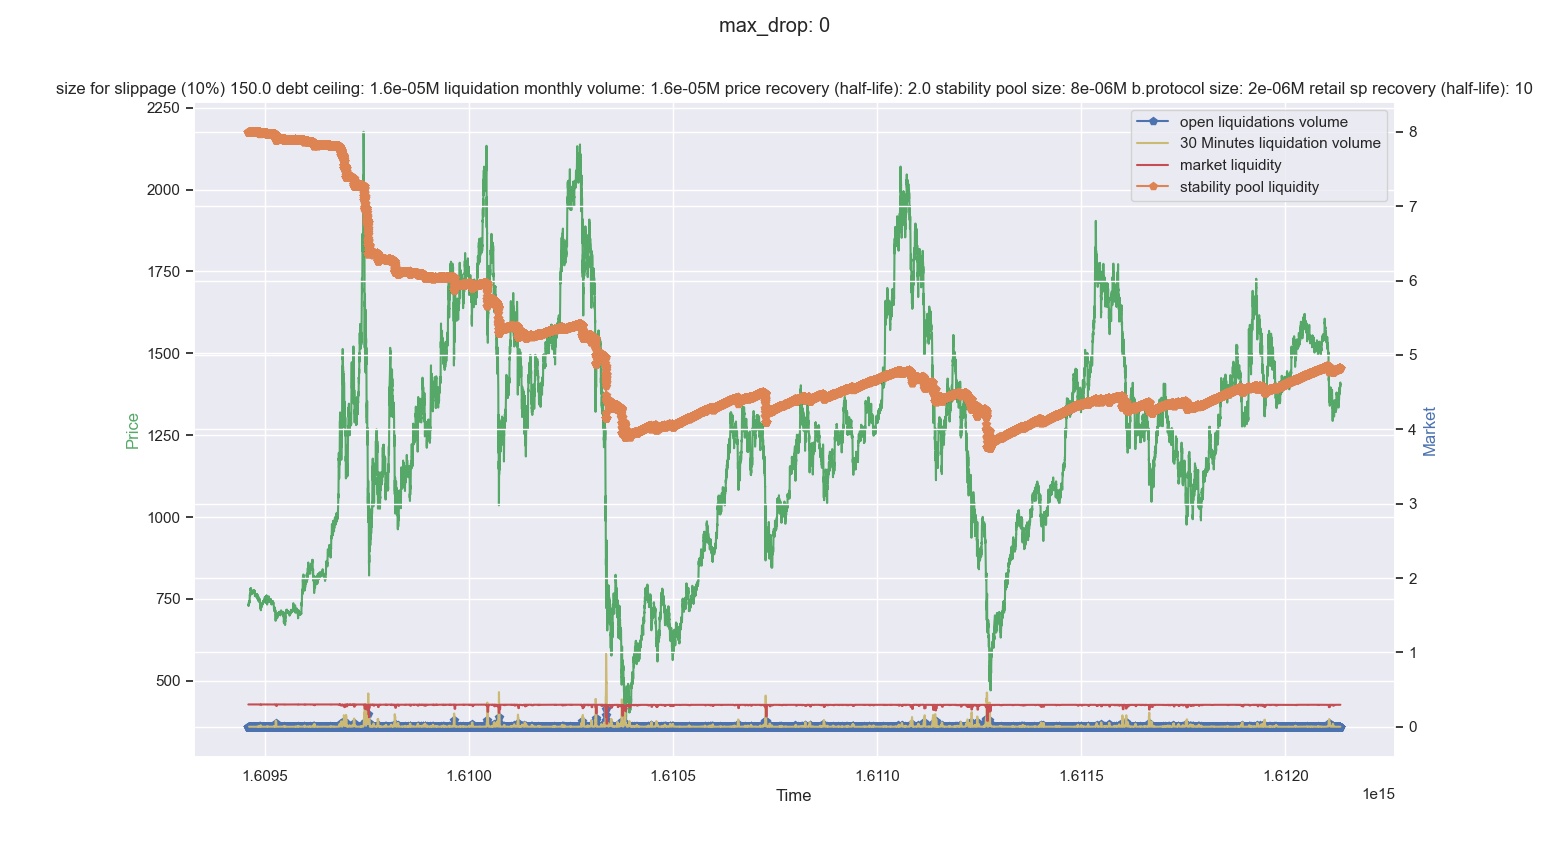 max_drop: 0
size for slippage (10%) 150.0 debt ceiling: 1.6e-05M liquidation monthly volume: 1.6e-05M price recovery (half-life): 2.0 stability pool size: 8e-06M b.protocol size: 2e-06M retail sp recovery (half-life): 10
open liquidations volume
30 Minutes liquidation volume
market liquidity
stability pool liquidity
2250
2000
1750
1500
1250
1000
750
500
Price
8
7
6
5
4
3
2
1
0
Market
1.6095
1.6100
1.6105
1.6110
1.6115
1.6120
Time
1e15